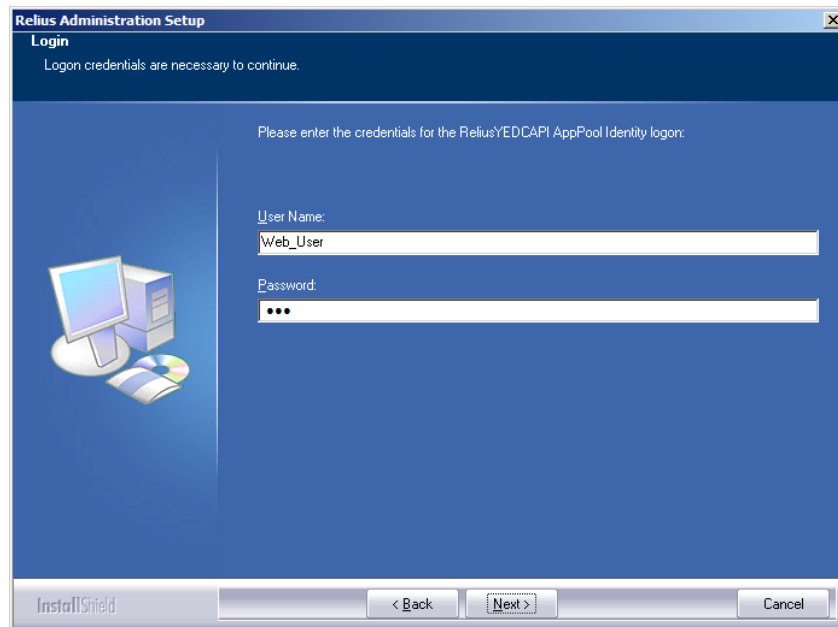 Relius Administration Setup
Login
Logon credentials are necessary to continue.
Please enter the credentials for the ReliusYEDCAPI AppPool Identity logon:
User Name:
Web_User
Password:
•••
InstallShield
< Back
Next >
Cancel